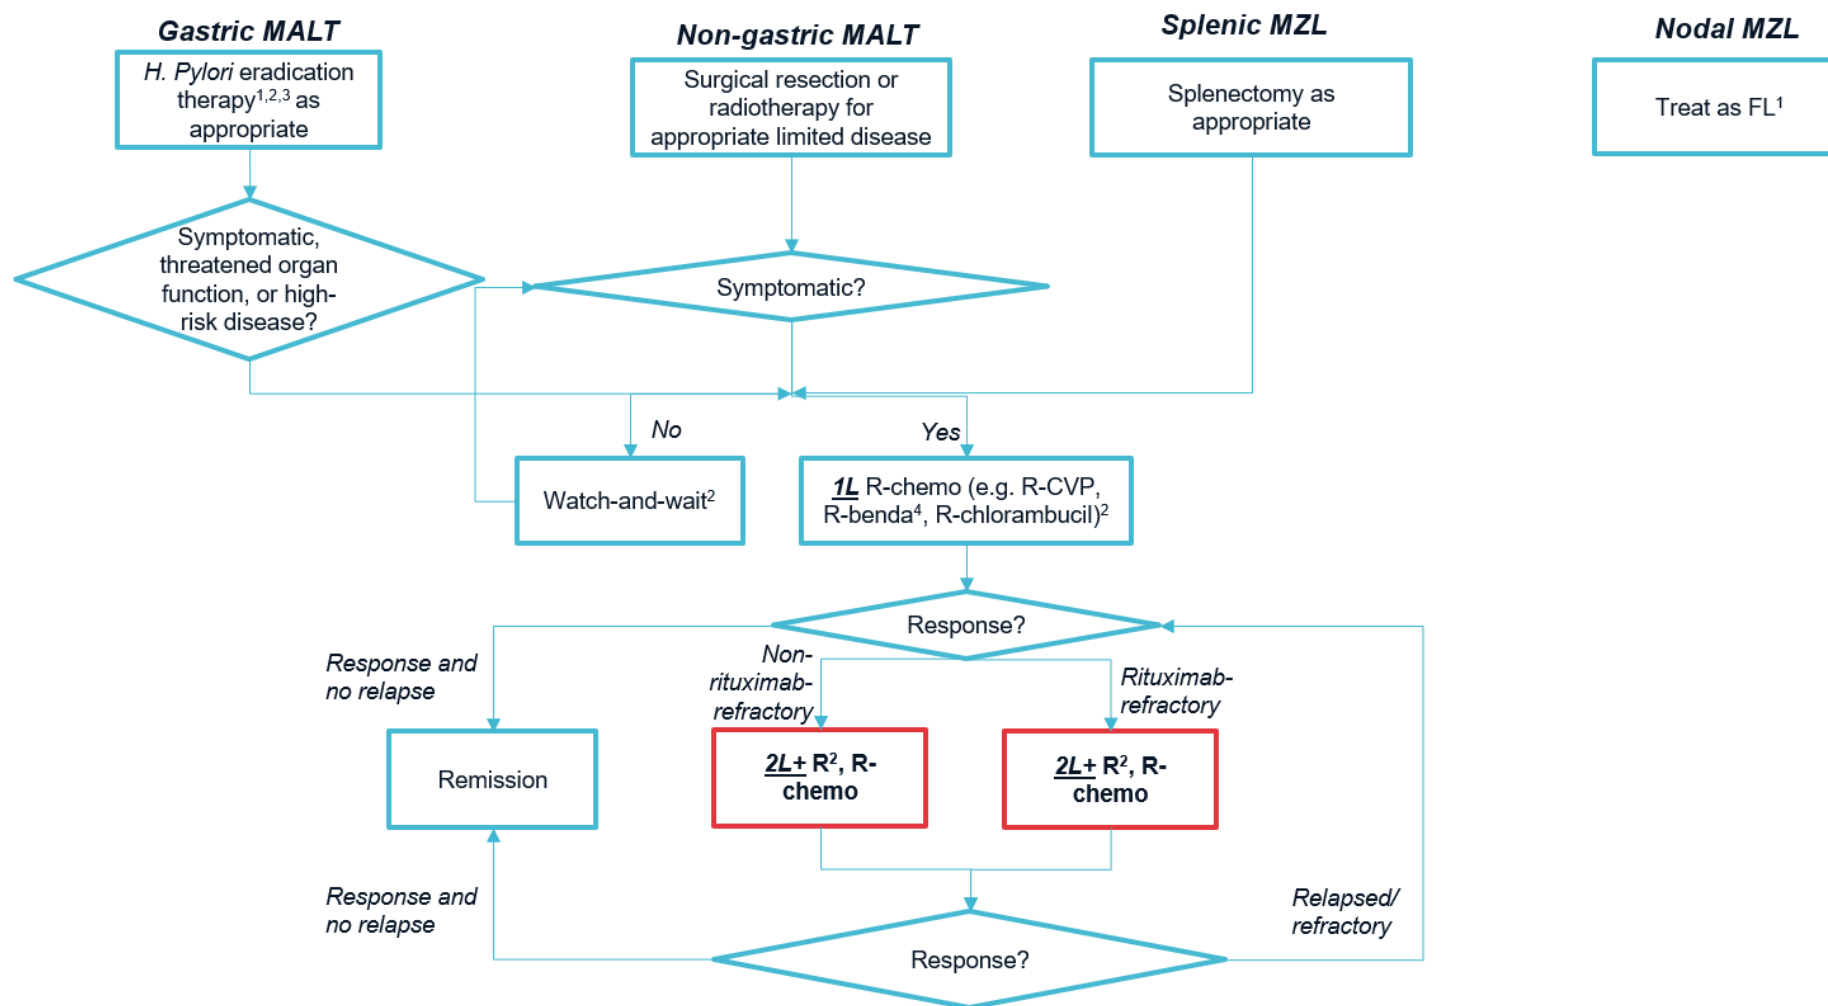 Gastric MALT
Non-gastric MALT
Splenic MZL
Nodal MZL
H. Pylori eradication
therapy1,2,3 as
appropriate
Surgical resection or
radiotherapy for
appropriate limited disease
Splenectomy as
appropriate
Treat as FL1
Symptomatic,
threatened organ
function, or high-
risk disease?
Symptomatic?
No
Yes
Watch-and-wait2
1L R-chemo (e.g. R-CVP,
R-benda4, R-chlorambucil)2
Response?
Response and
no relapse
Non-
rituximab-
refractory
Rituximab-
refractory
Remission
2L+ R2, R-
chemo
2L+ R2, R-
chemo
Response and
no relapse
Relapsed/
refractory
Response?